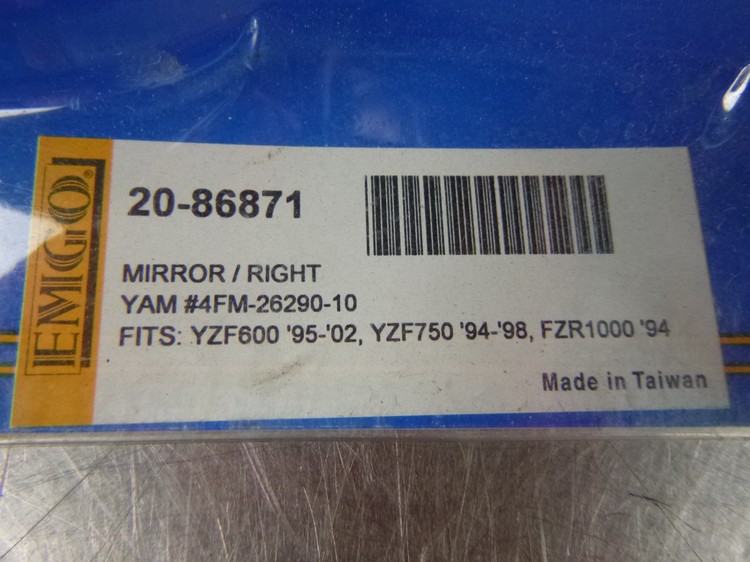 EMGO®
20-86871
MIRROR / RIGHT
YAM #4FM-26290-10
FITS: YZF600 '95-'02, YZF750 '94-'98, FZR1000 '94
Made in Taiwan